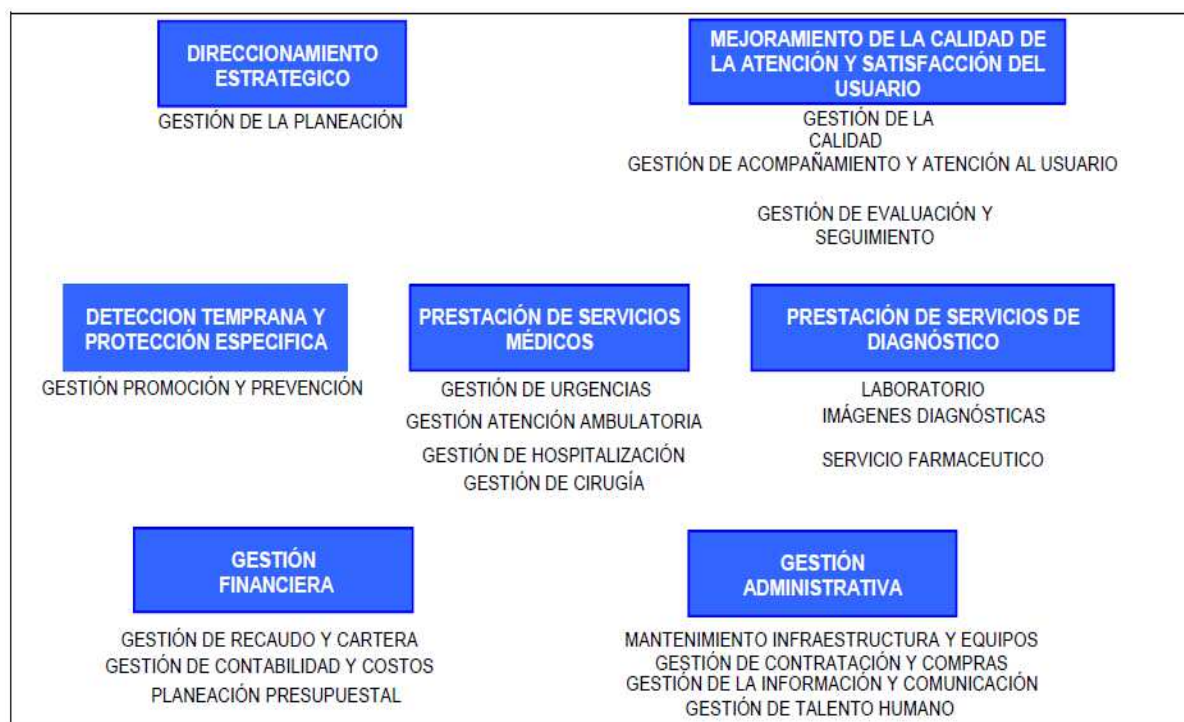 DIRECCIONAMIENTO
ESTRATEGICO
GESTIÓN DE LA PLANEACIÓN
MEJORAMIENTO DE LA CALIDAD DE
LA ATENCIÓN Y SATISFACCIÓN DEL
USUARIO
GESTIÓN DE LA
CALIDAD
GESTIÓN DE ACOMPAÑAMIENTO Y ATENCIÓN AL USUARIO
GESTIÓN DE EVALUACIÓN Y
SEGUIMIENTO
DETECCION TEMPRANA Y
PROTECCIÓN ESPECIFICA
GESTIÓN PROMOCIÓN Y PREVENCIÓN
PRESTACIÓN DE SERVICIOS
MÉDICOS
GESTIÓN DE URGENCIAS
GESTIÓN ATENCIÓN AMBULATORIA
GESTIÓN DE HOSPITALIZACIÓN
GESTIÓN DE CIRUGÍA
PRESTACIÓN DE SERVICIOS DE
DIAGNÓSTICO
LABORATORIO
IMÁGENES DIAGNÓSTICAS
SERVICIO FARMACEUTICO
GESTIÓN
FINANCIERA
GESTIÓN DE RECAUDO Y CARTERA
GESTIÓN DE CONTABILIDAD Y COSTOS
PLANEACIÓN PRESUPUESTAL
GESTIÓN
ADMINISTRATIVA
MANTENIMIENTO INFRAESTRUCTURA Y EQUIPOS
GESTIÓN DE CONTRATACIÓN Y COMPRAS
GESTIÓN DE LA INFORMACIÓN Y COMUNICACIÓN
GESTIÓN DE TALENTO HUMANO